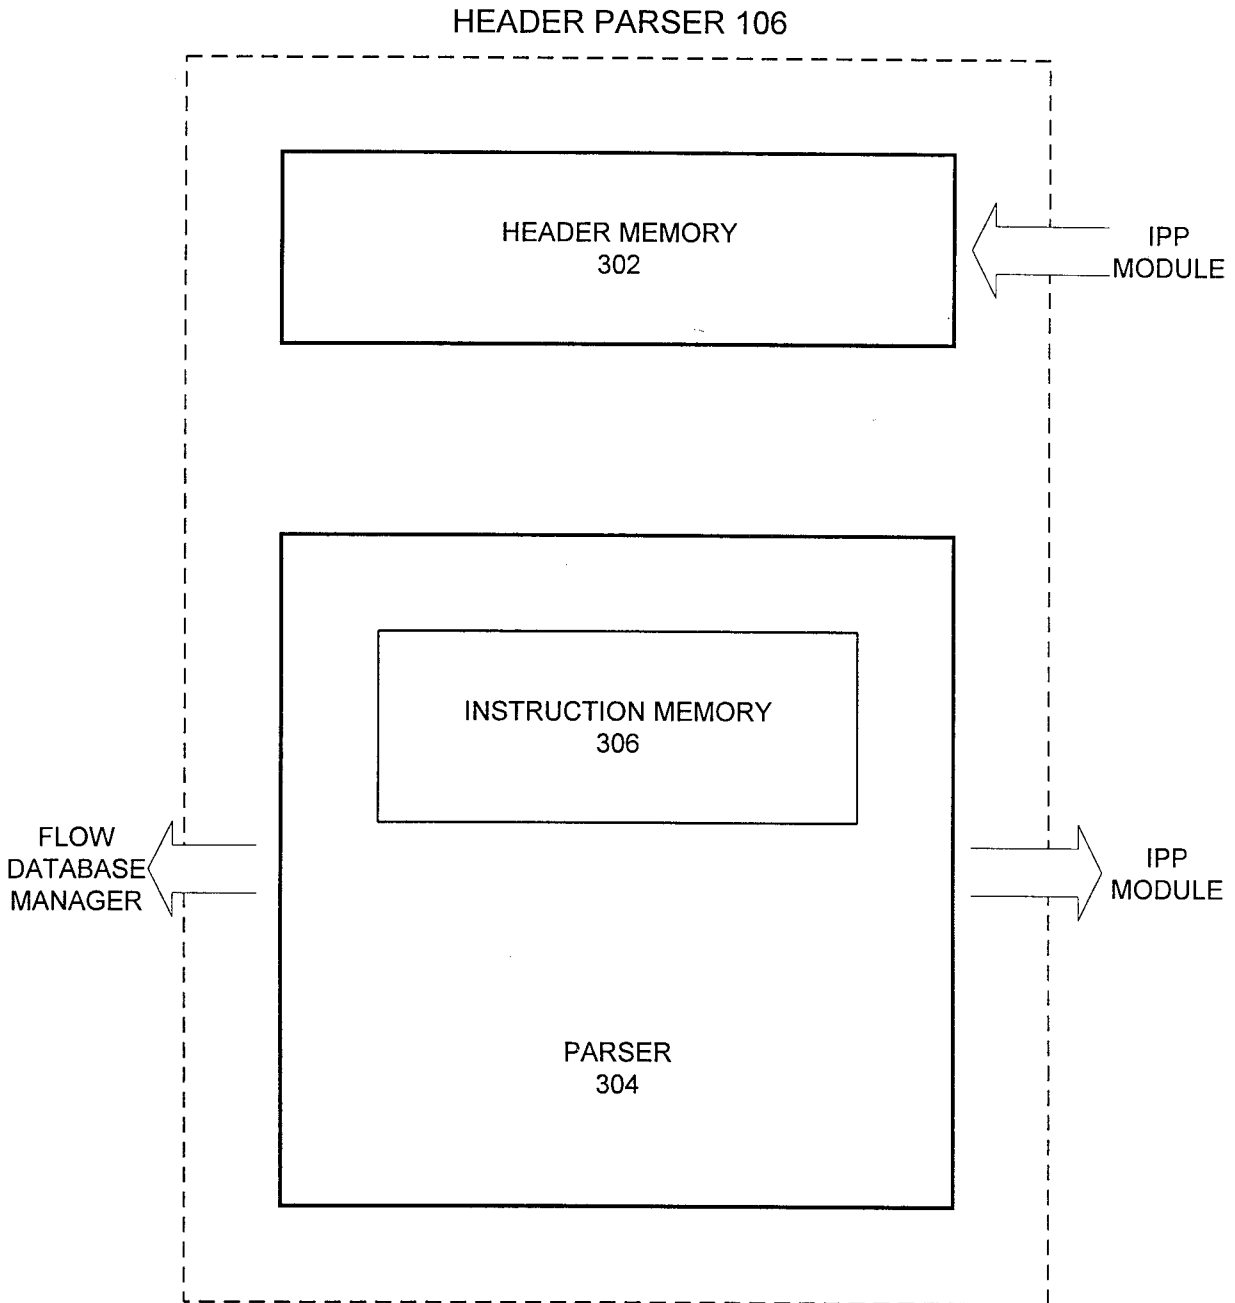 HEADER PARSER 106
HEADER MEMORY
302
IPP
MODULE
INSTRUCTION MEMORY
306
FLOW
DATABASE
MANAGER
IPP
MODULE
PARSER
304